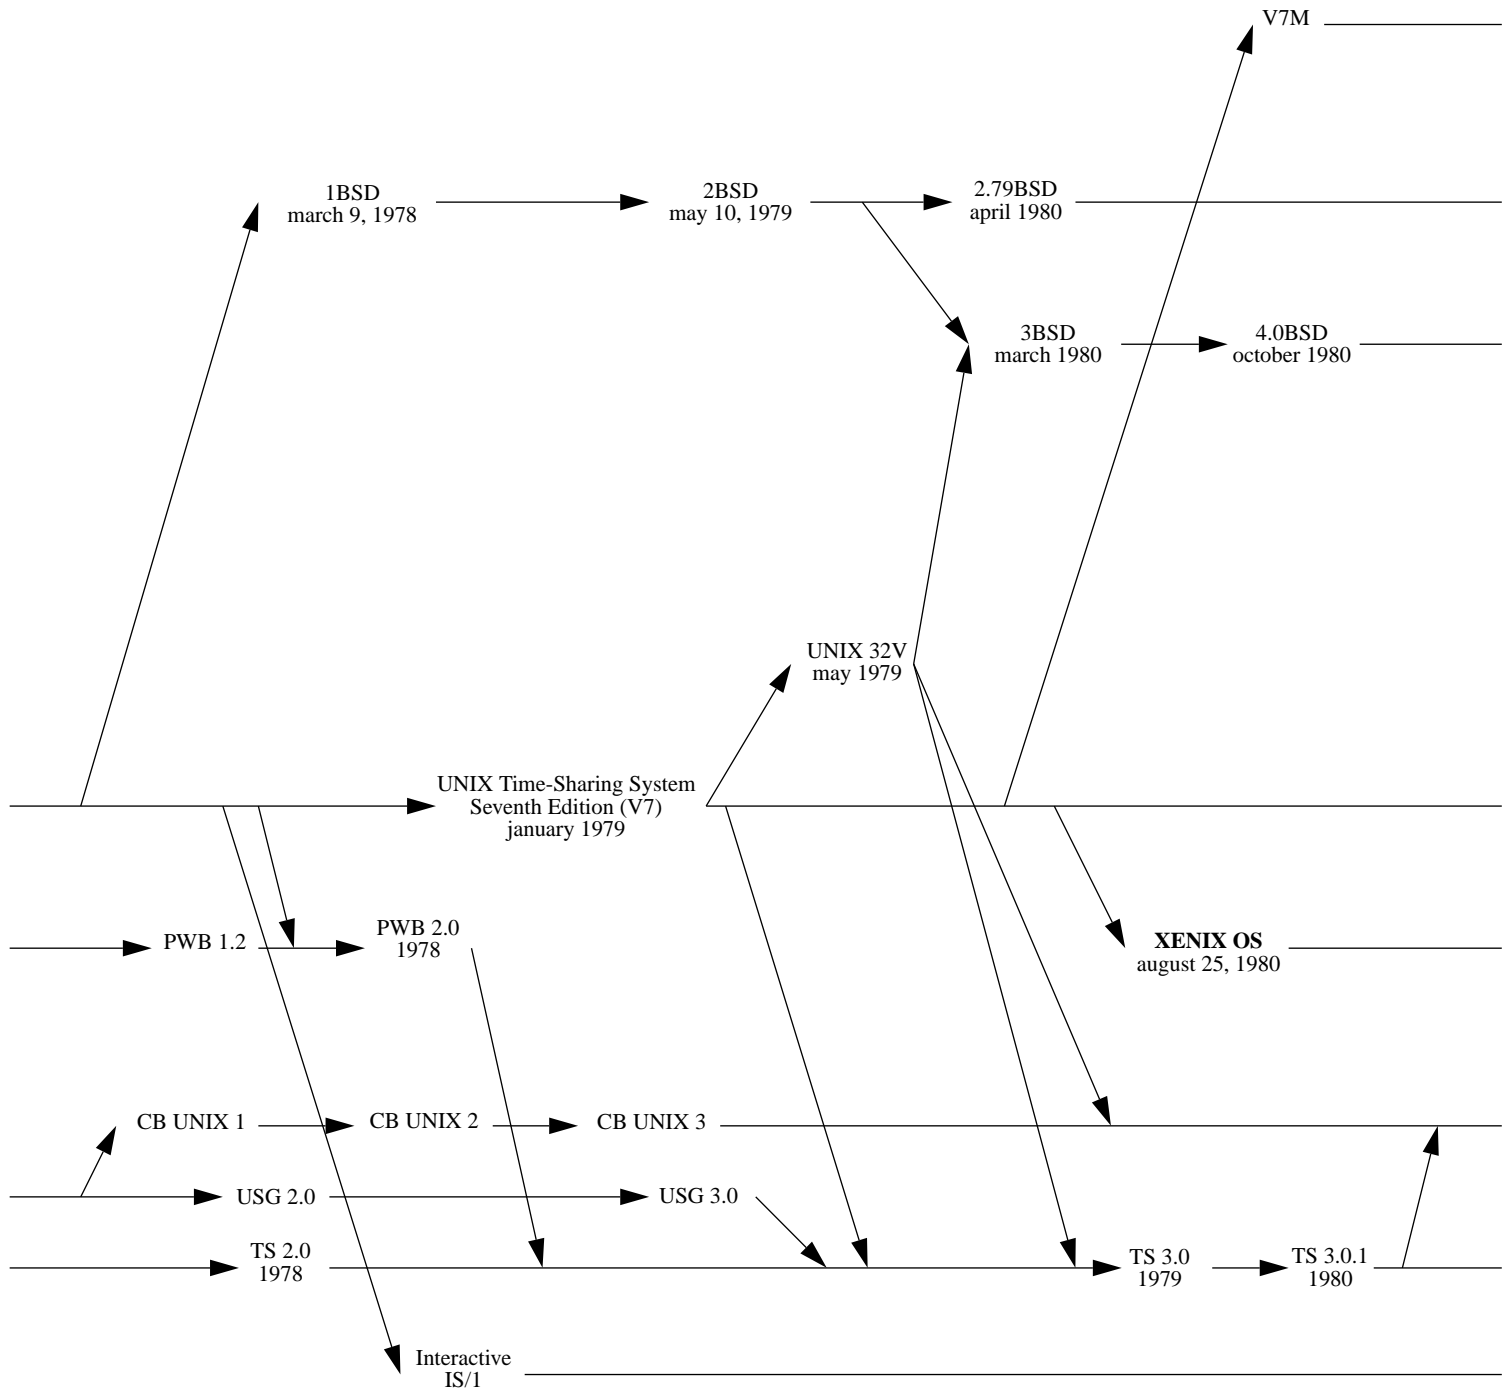 V7M
1BSD
march 9, 1978
2BSD
may 10, 1979
2.79BSD
april 1980
3BSD
march 1980
4.0BSD
october 1980
UNIX 32V
may 1979
UNIX Time-Sharing System
Seventh Edition (V7)
january 1979
PWB 1.2
PWB 2.0
1978
XENIX OS
august 25, 1980
CB UNIX 1
CB UNIX 2
CB UNIX 3
USG 2.0
USG 3.0
TS 2.0
1978
TS 3.0
1979
TS 3.0.1
1980
Interactive
IS/1